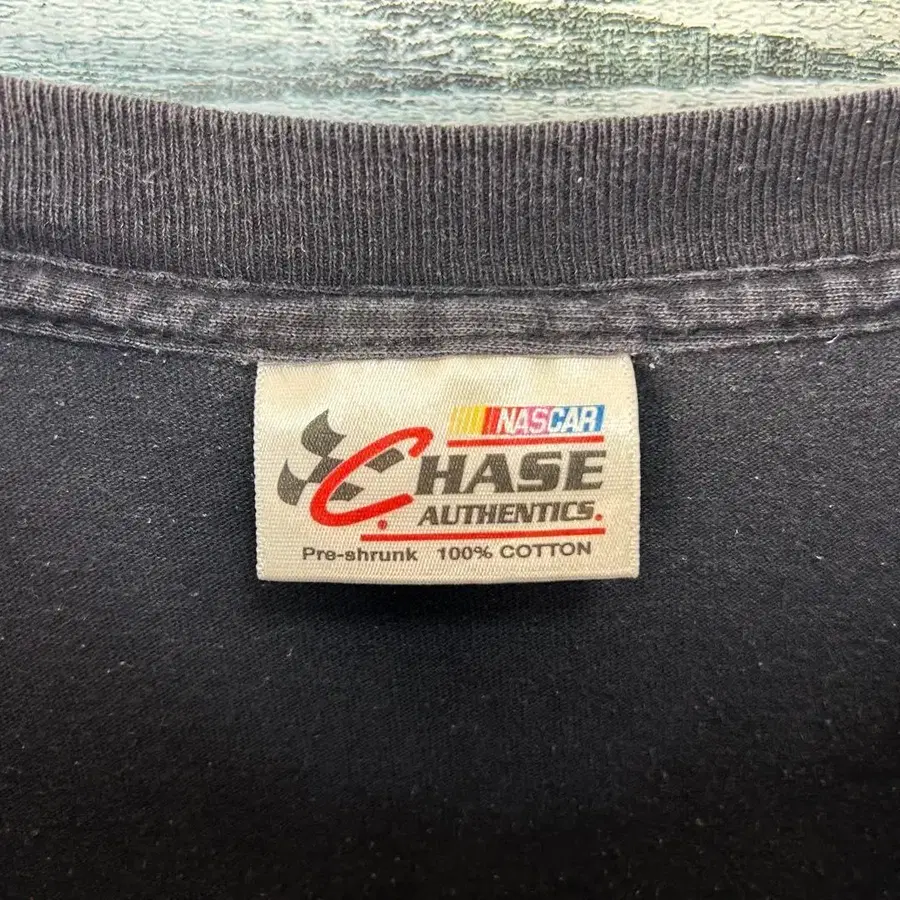 NASCAR
CHASE
AUTHENTICS.
Pre-shrunk 100% COTTON